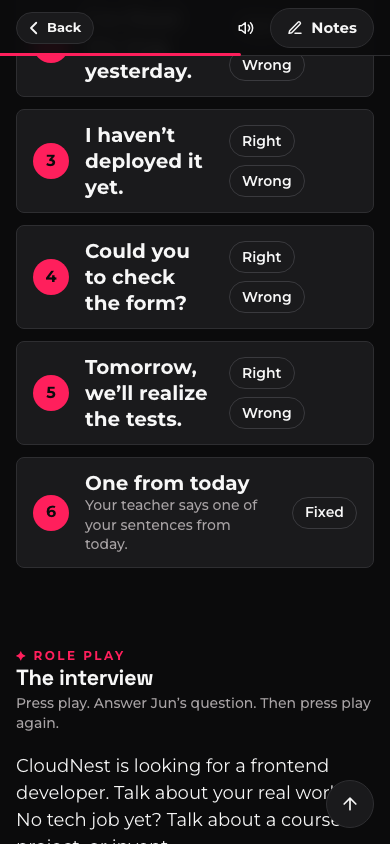 Back
Notes
yesterday.
Wrong
3
I haven’t
deployed it
yet.
Right
Wrong
4
Could you
to check
the form?
Right
Wrong
5
Tomorrow,
we’ll realize
the tests.
Right
Wrong
6
One from today
Your teacher says one of
your sentences from
today.
Fixed
✦ ROLE PLAY
The interview
Press play. Answer Jun’s question. Then press play
again.
CloudNest is looking for a frontend
developer. Talk about your real
No tech job yet? Talk about a course
project, or invent